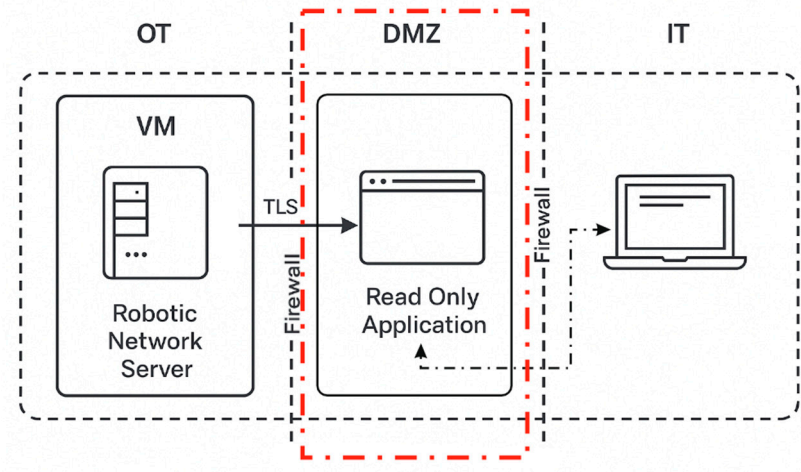 OT
DMZ
IT
VM
TLS
Firewall
Firewall
Robotic
Network
Server
Read Only
Application